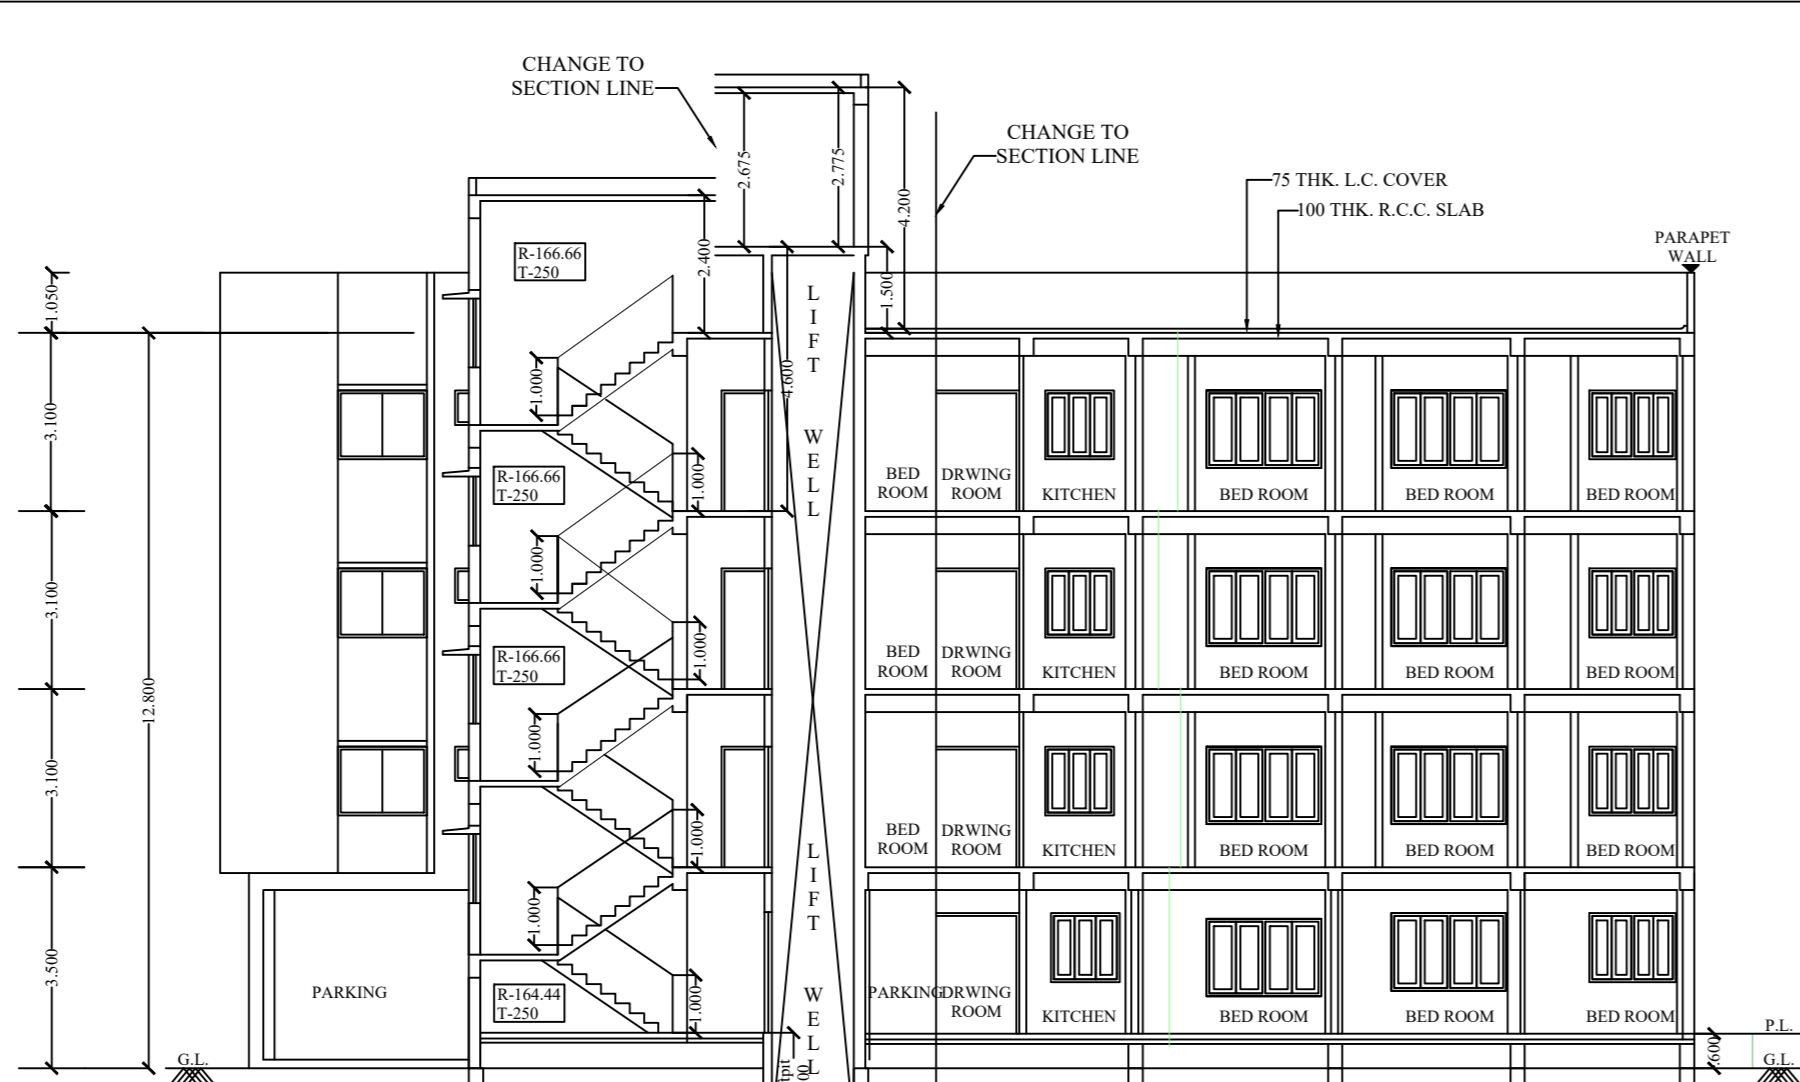 CHANGE TO
SECTION LINE
CHANGE TO
SECTION LINE
75 THK. L.C. COVER
100 THK. R.C.C. SLAB
PARAPET
WALL
2.675
2.775
4.200
2.400
1.500
4.600
1.050
3.100
3.100
3.100
3.500
12.800
R-166.66
T-250
1.000
R-166.66
T-250
1.000
1.000
R-166.66
T-250
1.000
1.000
1.000
1.000
R-164.44
T-250
1.000
LIFT
WELL
LIFT
WELL
BED
ROOM
DRWING
ROOM
KITCHEN
BED ROOM
BED ROOM
BED ROOM
BED
ROOM
DRWING
ROOM
KITCHEN
BED ROOM
BED ROOM
BED ROOM
BED
ROOM
DRWING
ROOM
KITCHEN
BED ROOM
BED ROOM
BED ROOM
PARKING
PARKING
DRWING
ROOM
KITCHEN
BED ROOM
BED ROOM
BED ROOM
P.L.
.600
G.L.
G.L.